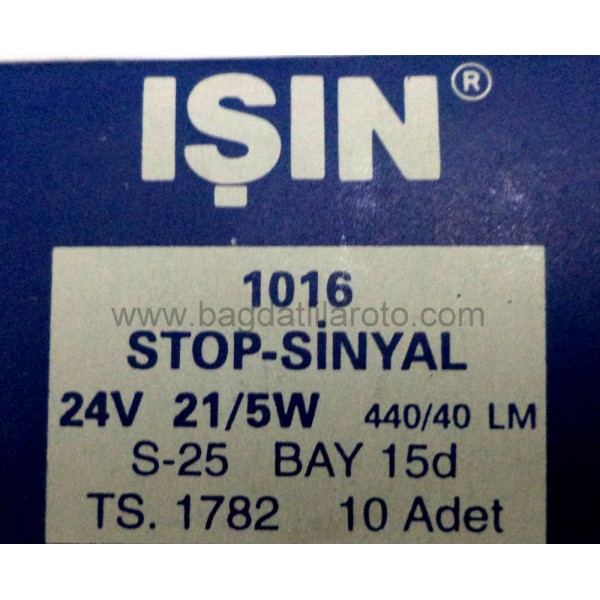 IŞIN®
1016
www.bagdatlilaroto.com
STOP-SİNYAL
24V 21/5W 440/40 LM
S-25 BAY 15d
TS. 1782 10 Adet